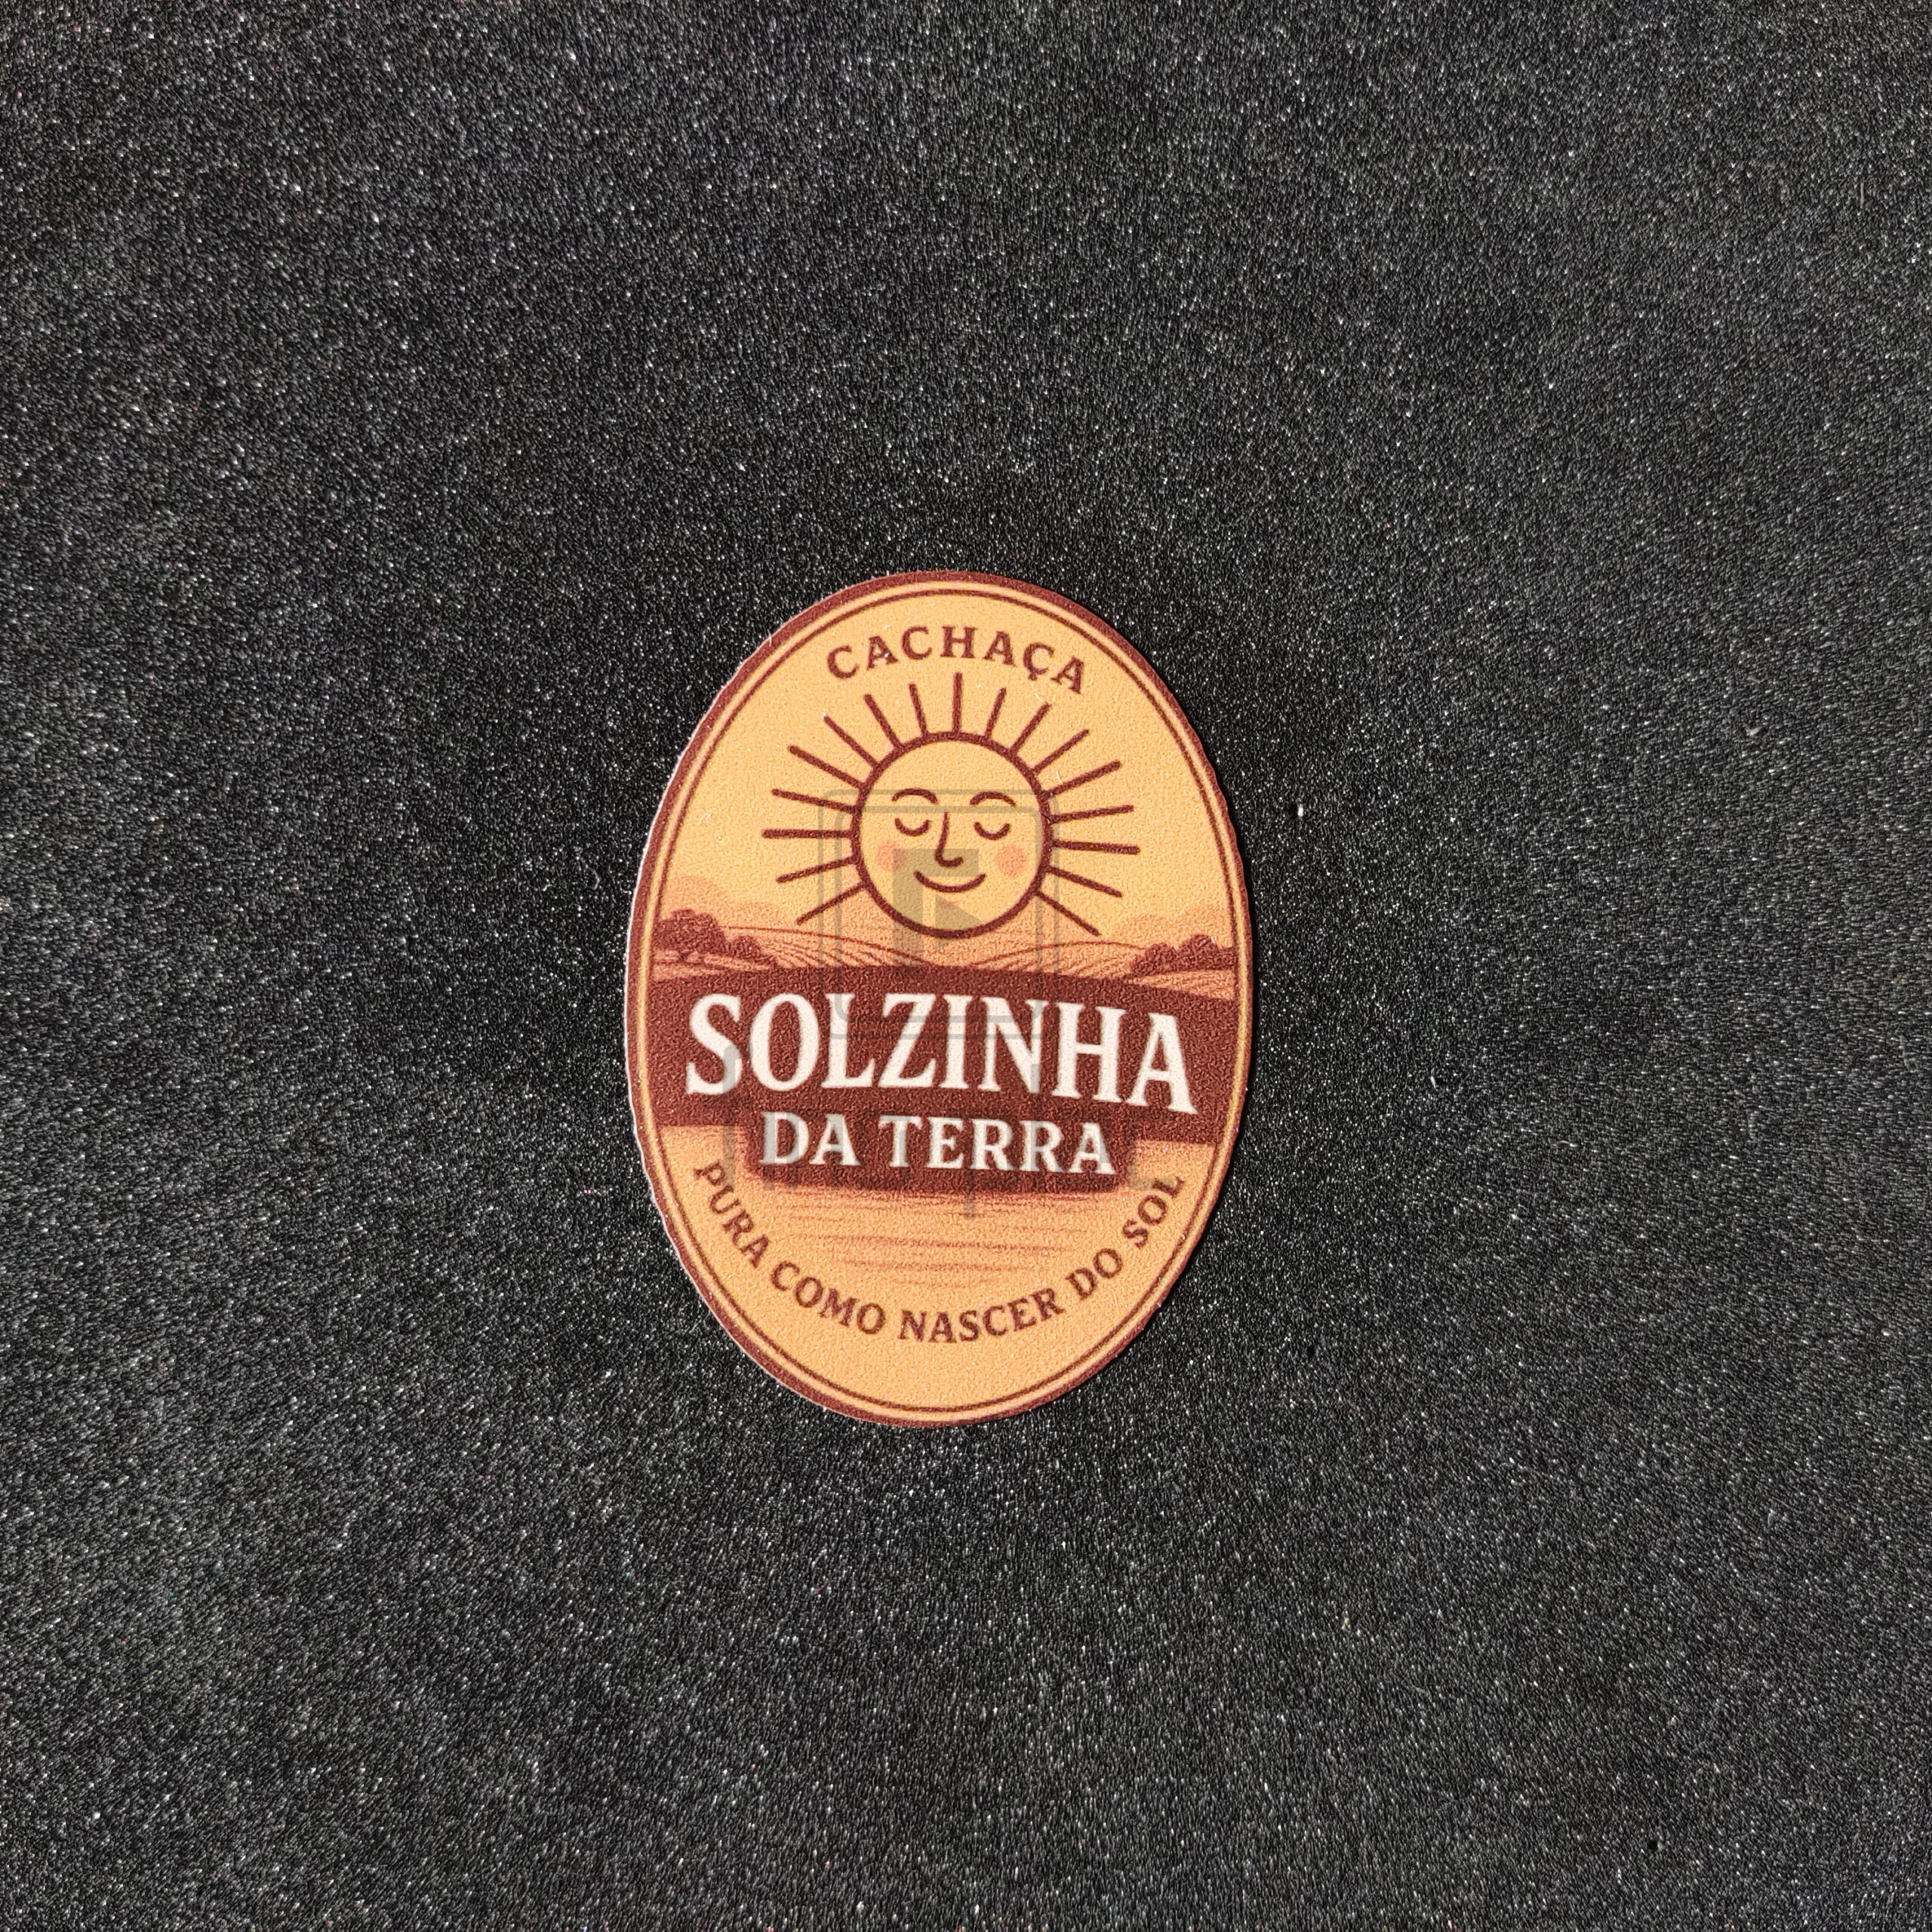 CACHAÇA
SOLZINHA
DA TERRA
PURA COMO NASCER DO SOL